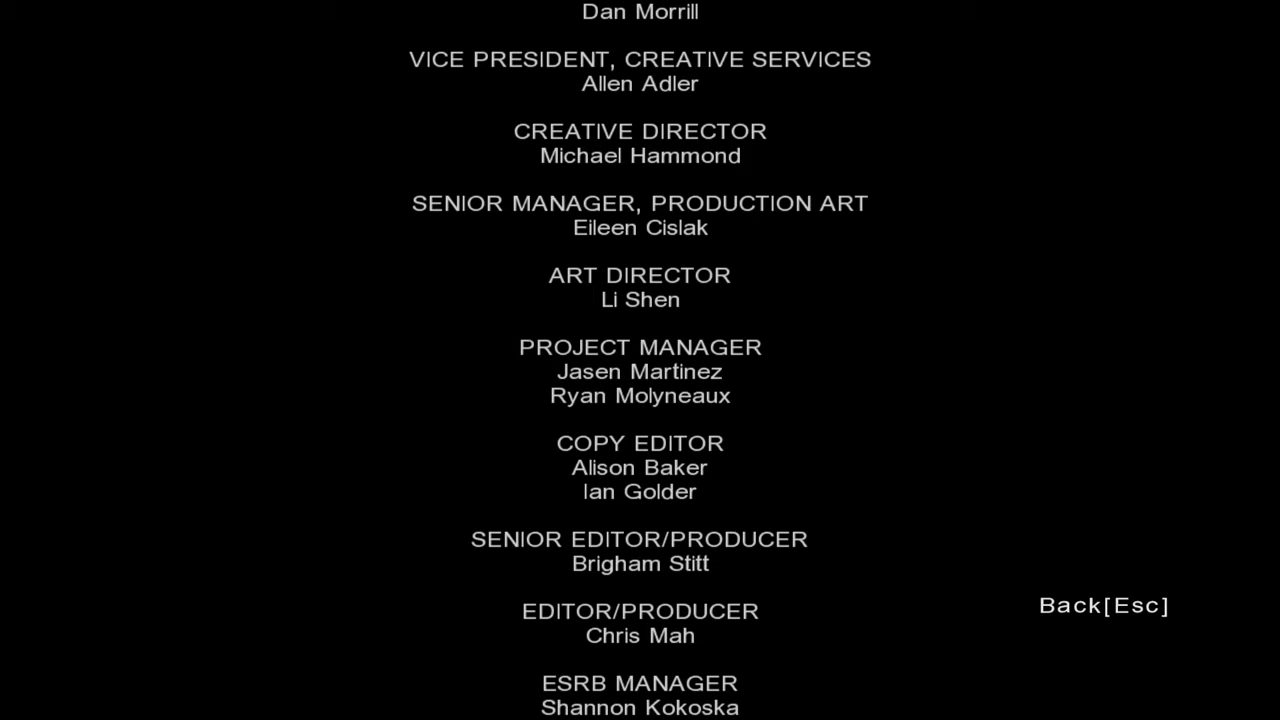 Dan Morrill
VICE PRESIDENT, CREATIVE SERVICES
Allen Adler
CREATIVE DIRECTOR
Michael Hammond
SENIOR MANAGER, PRODUCTION ART
Eileen Cislak
ART DIRECTOR
Li Shen
PROJECT MANAGER
Jasen Martinez
Ryan Molyneaux
COPY EDITOR
Alison Baker
Ian Golder
SENIOR EDITOR/PRODUCER
Brigham Stitt
EDITOR/PRODUCER
Back[Esc]
Chris Mah
ESRB MANAGER
Shannon Kokoska